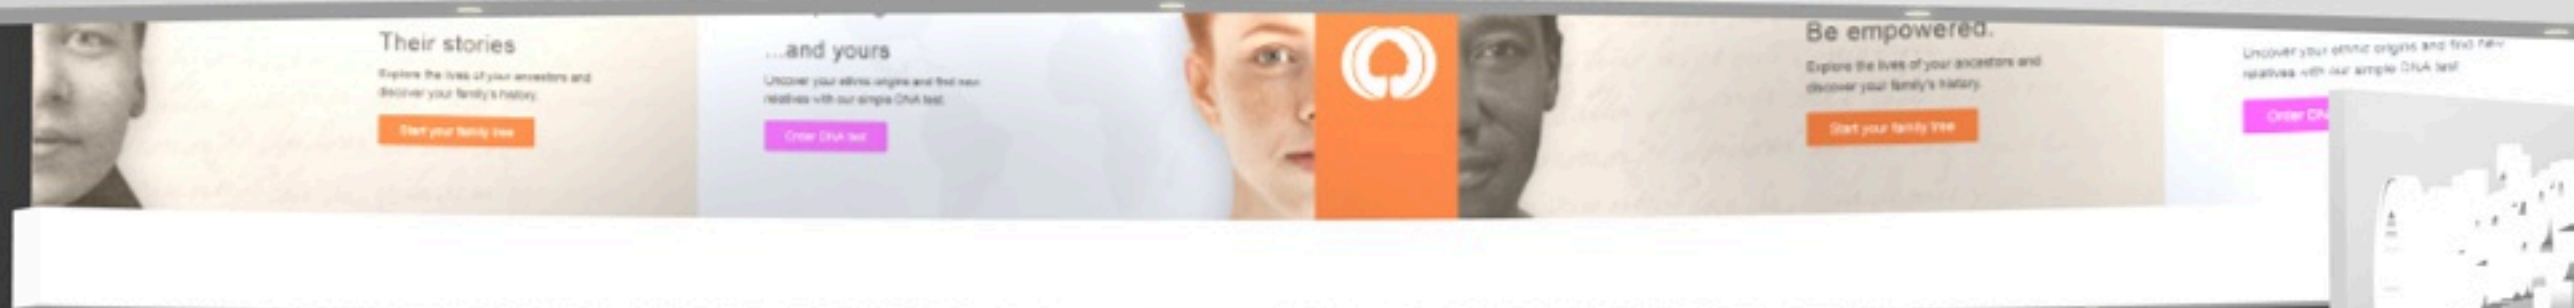 Their stories
Explore the lives of your ancestors and
discover your family's history.
Start your family tree
...and yours
Uncover your ethnic origins and find new
relatives with our simple DNA test.
Order DNA test
Be empowered.
Explore the lives of your ancestors and
discover your family's history.
Start your family tree
Uncover your ethnic origins and find new
relatives with our simple DNA test
Order DN